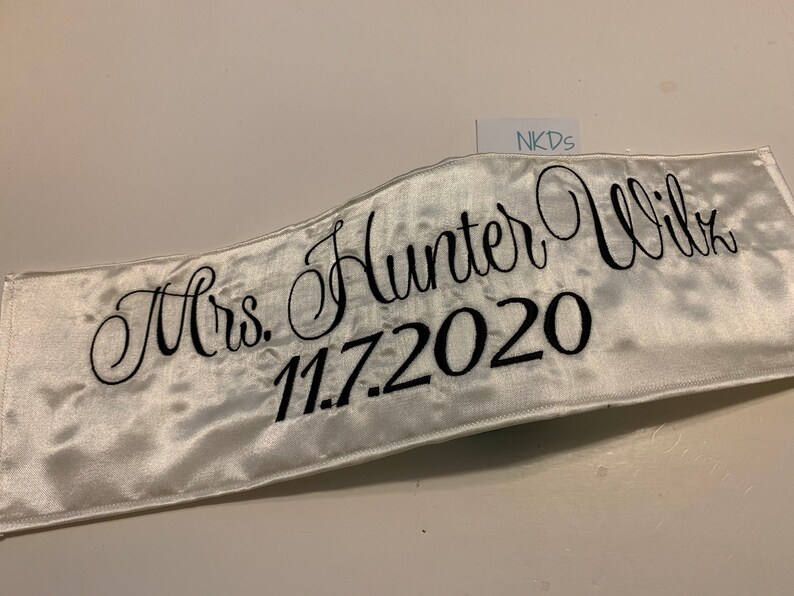 NKDs
Mrs. Hunter Wilz
11.7.2020